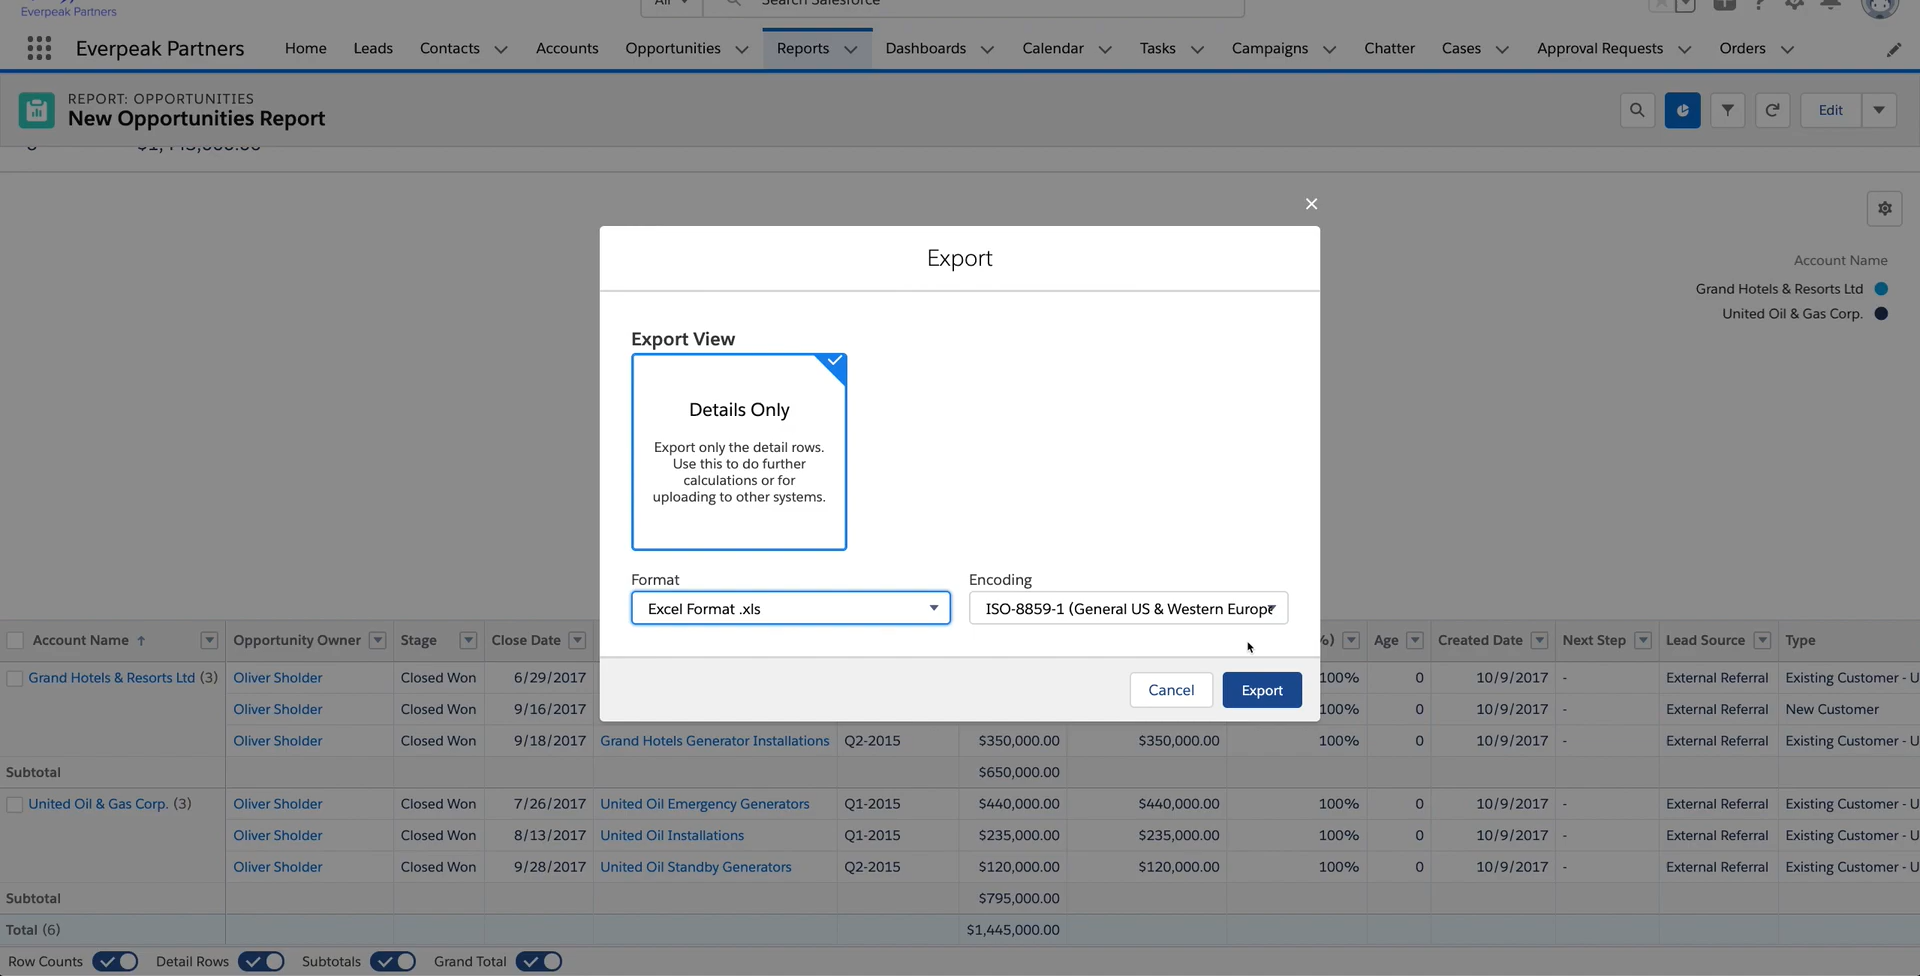 Everpeak Partners
All
Search Salesforce
Everpeak Partners
Home
Leads
Contacts
Accounts
Opportunities
Reports
Dashboards
Calendar
Tasks
Campaigns
Chatter
Cases
Approval Requests
Orders
REPORT: OPPORTUNITIES
New Opportunities Report
Edit
$1,445,000.00
Account Name
Grand Hotels & Resorts Ltd
United Oil & Gas Corp.
Export
Export View
Details Only
Export only the detail rows.
Use this to do further
calculations or for
uploading to other systems.
Format
Encoding
Excel Format .xls
ISO-8859-1 (General US & Western Europe
Cancel
Export
Account Name ↑ Opportunity Owner Stage Close Date %) Age Created Date Next Step Lead Source Type
Grand Hotels & Resorts Ltd (3) Oliver Sholder Closed Won 6/29/2017 100% 0 10/9/2017 - External Referral Existing Customer - U
Oliver Sholder Closed Won 9/16/2017 100% 0 10/9/2017 - External Referral New Customer
Oliver Sholder Closed Won 9/18/2017 Grand Hotels Generator Installations Q2-2015 $350,000.00 $350,000.00 100% 0 10/9/2017 - External Referral Existing Customer - U
Subtotal $650,000.00
United Oil & Gas Corp. (3) Oliver Sholder Closed Won 7/26/2017 United Oil Emergency Generators Q1-2015 $440,000.00 $440,000.00 100% 0 10/9/2017 - External Referral Existing Customer - U
Oliver Sholder Closed Won 8/13/2017 United Oil Installations Q1-2015 $235,000.00 $235,000.00 100% 0 10/9/2017 - External Referral Existing Customer - U
Oliver Sholder Closed Won 9/28/2017 United Oil Standby Generators Q2-2015 $120,000.00 $120,000.00 100% 0 10/9/2017 - External Referral Existing Customer - U
Subtotal $795,000.00
Total (6) $1,445,000.00
Row Counts Detail Rows Subtotals Grand Total